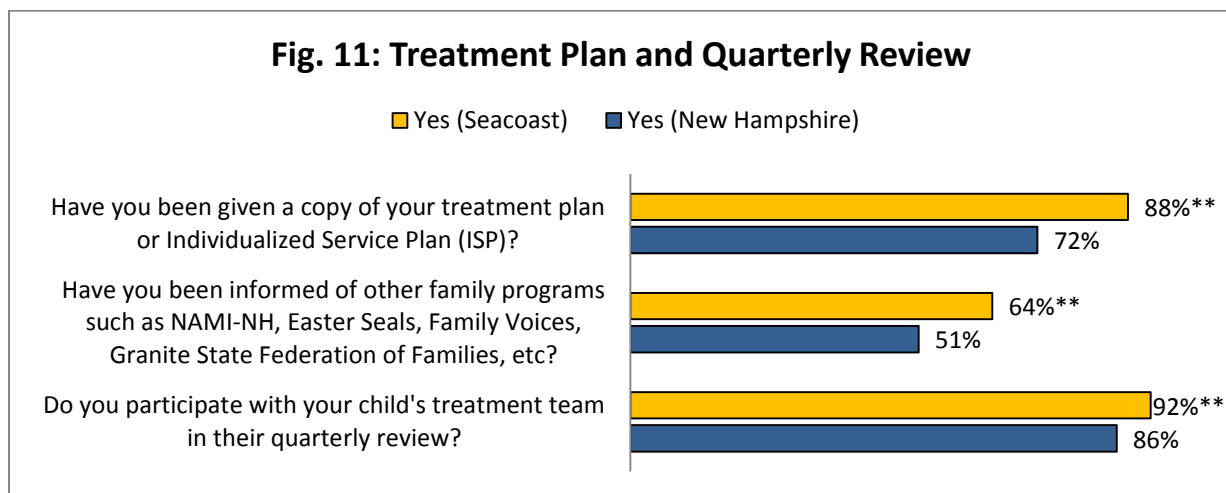 Fig. 11: Treatment Plan and Quarterly Review
Yes (Seacoast) Yes (New Hampshire)
Have you been given a copy of your treatment plan
or Individualized Service Plan (ISP)?
88%**
72%
Have you been informed of other family programs
such as NAMI-NH, Easter Seals, Family Voices,
Granite State Federation of Families, etc?
64%**
51%
Do you participate with your child's treatment team
in their quarterly review?
92%**
86%